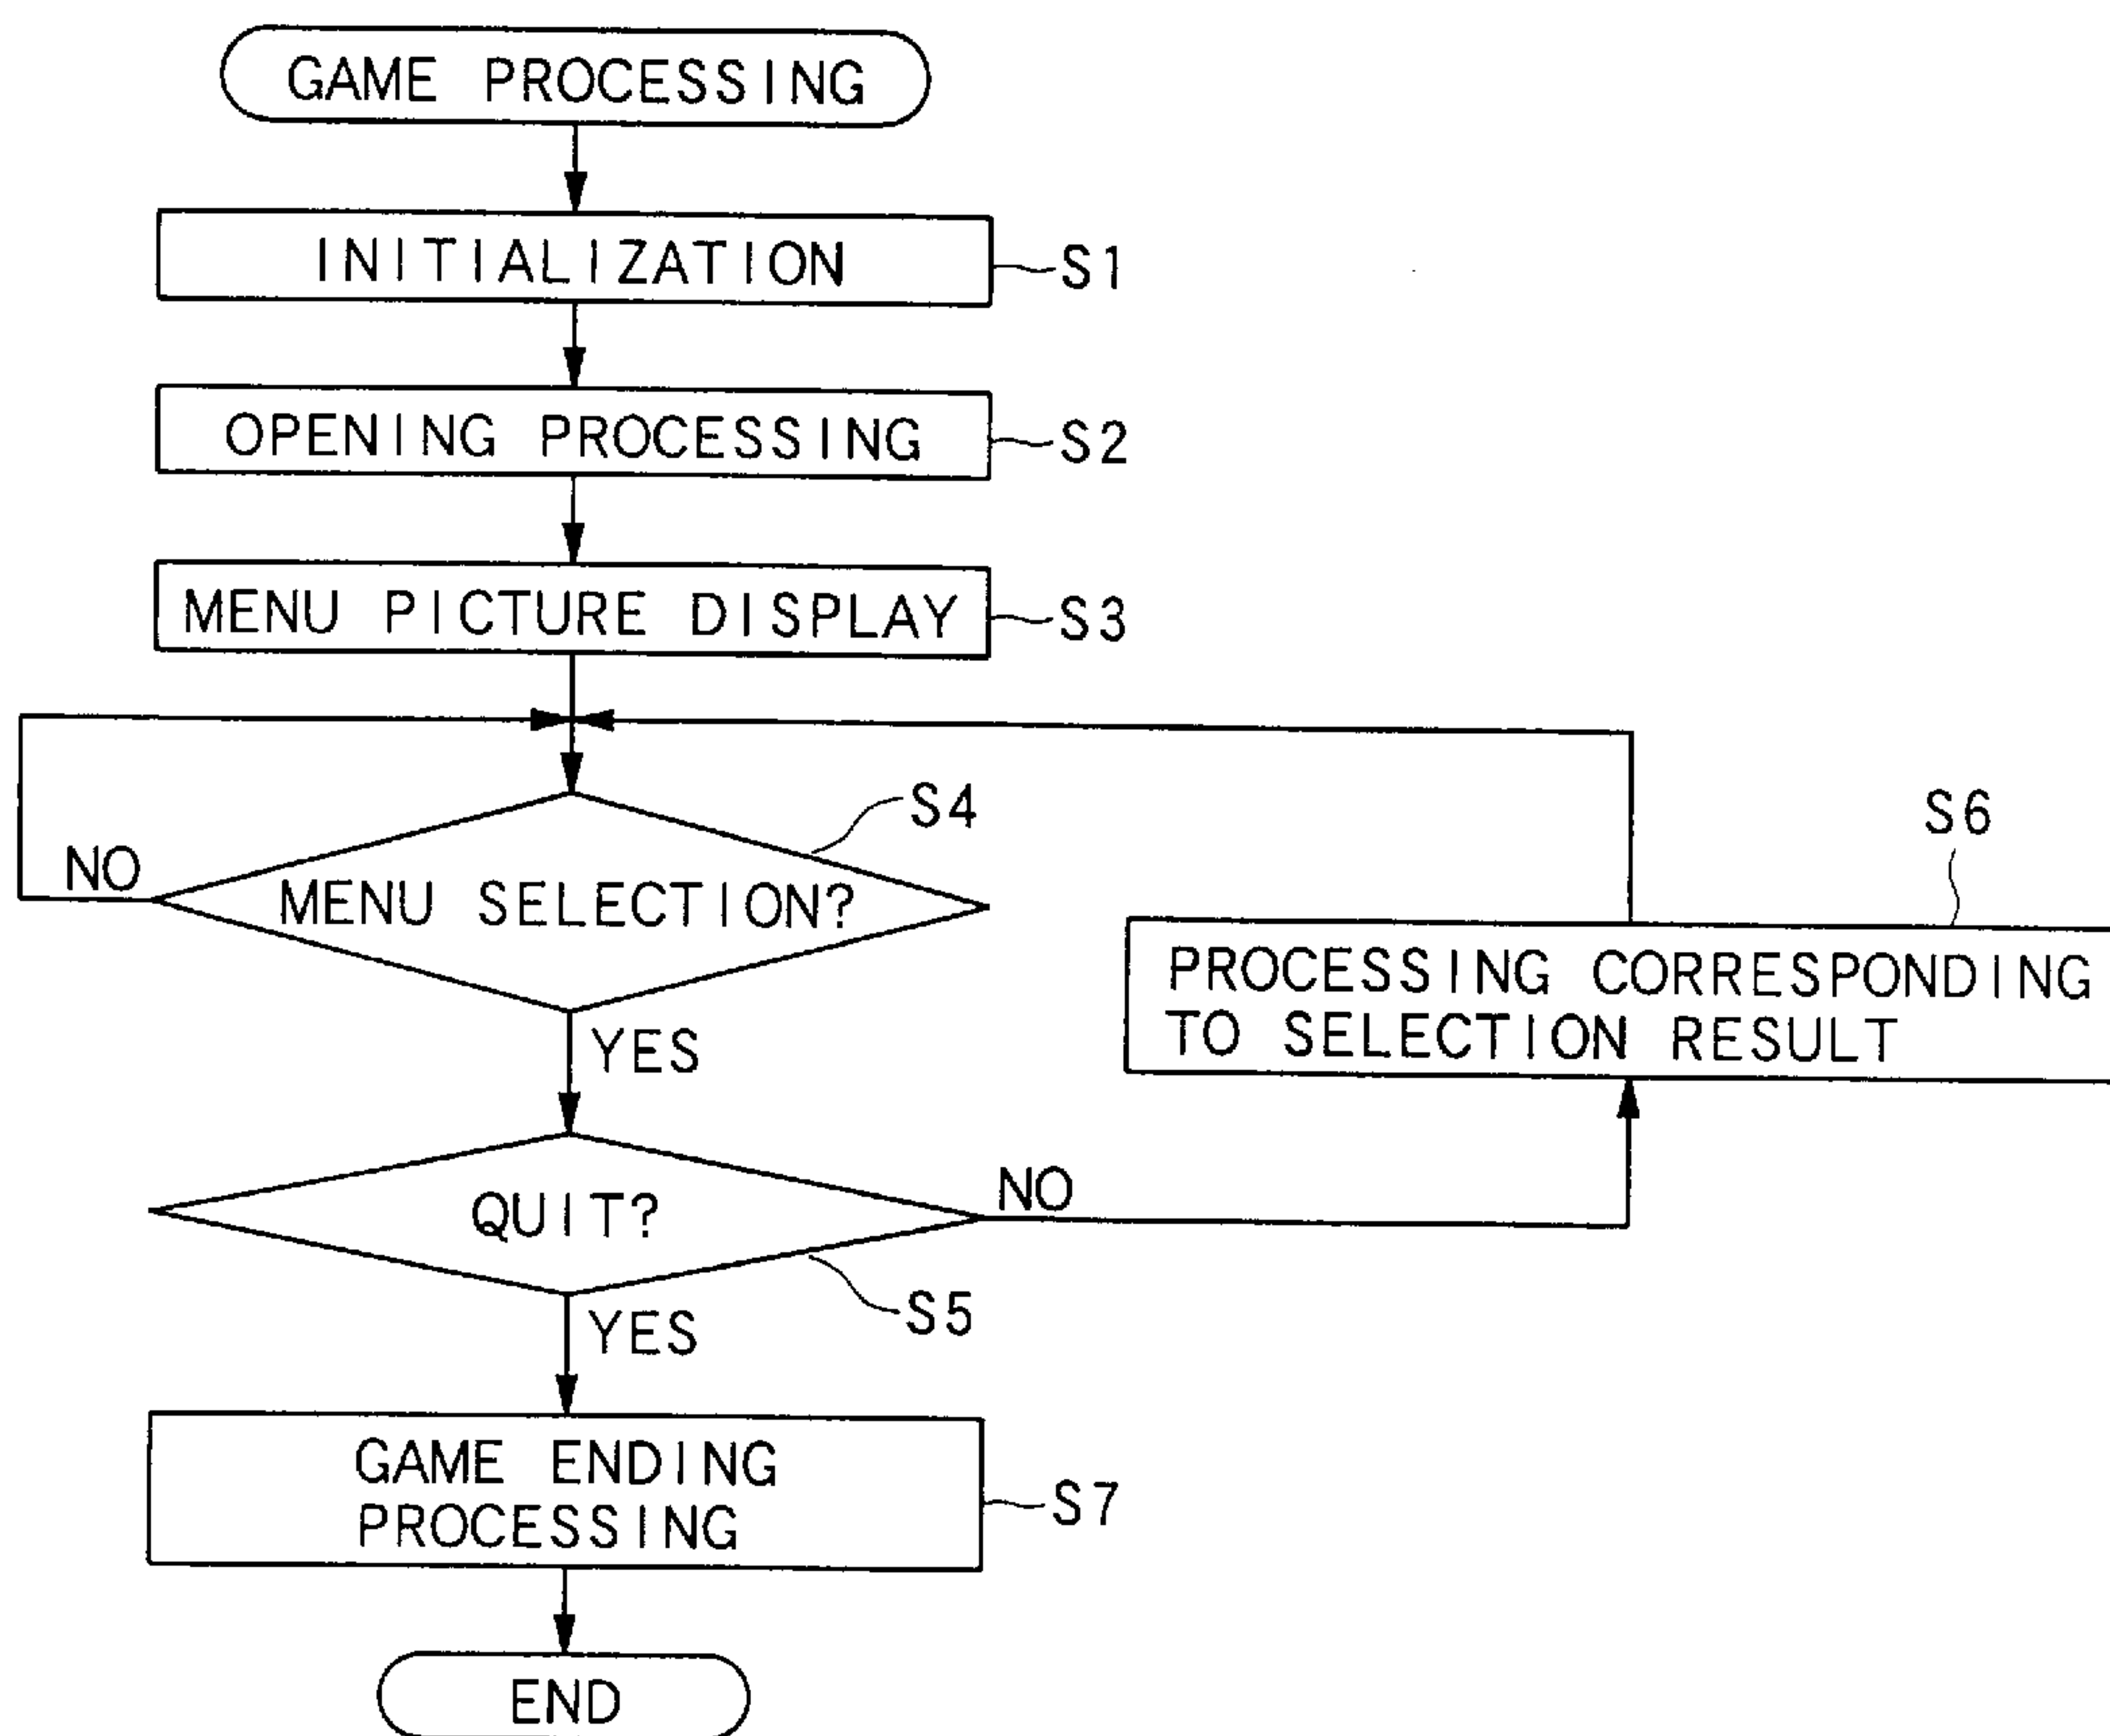 GAME PROCESSING
INITIALIZATION
S1
OPENING PROCESSING
S2
MENU PICTURE DISPLAY
S3
S4
NO
MENU SELECTION?
S6
PROCESSING CORRESPONDING
TO SELECTION RESULT
YES
QUIT?
NO
S5
YES
GAME ENDING
PROCESSING
S7
END